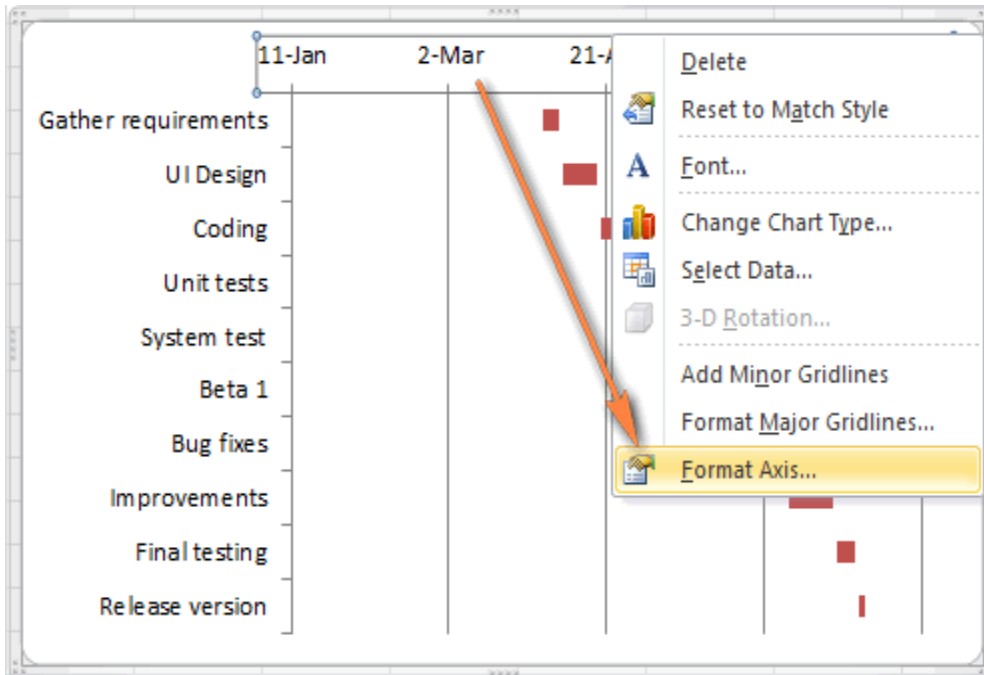 11-Jan 2-Mar
Gather requirements
UI Design
Coding
Unit tests
System test
Beta 1
Bug fixes
Improvements
Final testing
Release version
Delete
Reset to Match Style
Font...
Change Chart Type...
Select Data...
3-D Rotation...
Add Minor Gridlines
Format Major Gridlines...
Format Axis...